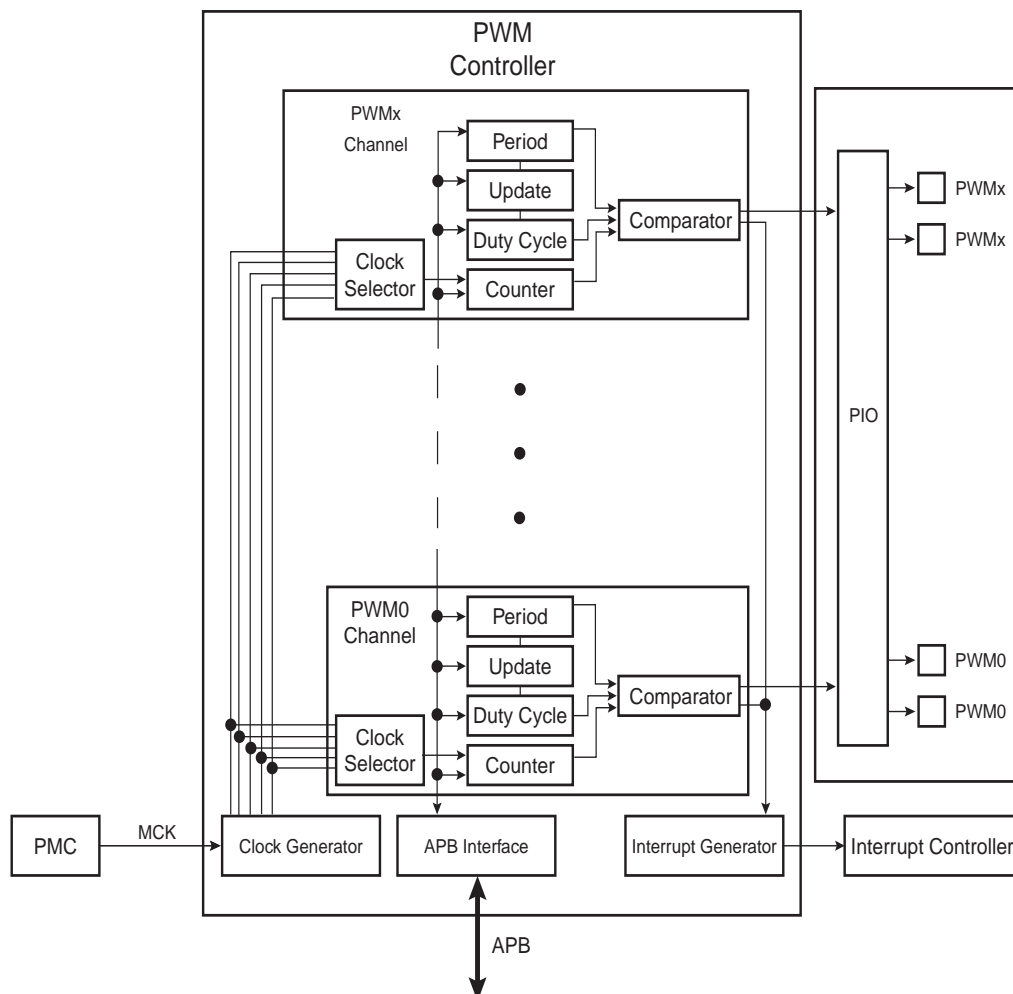 PWM
Controller
PWMx
Channel
Period
Update
Duty Cycle
Counter
Clock
Selector
Comparator
PIO
PWMx
PWMx
PWM0
Channel
Period
Update
Duty Cycle
Counter
Clock
Selector
Comparator
PWM0
PWM0
PMC
MCK
Clock Generator
APB Interface
Interrupt Generator
Interrupt Controller
APB